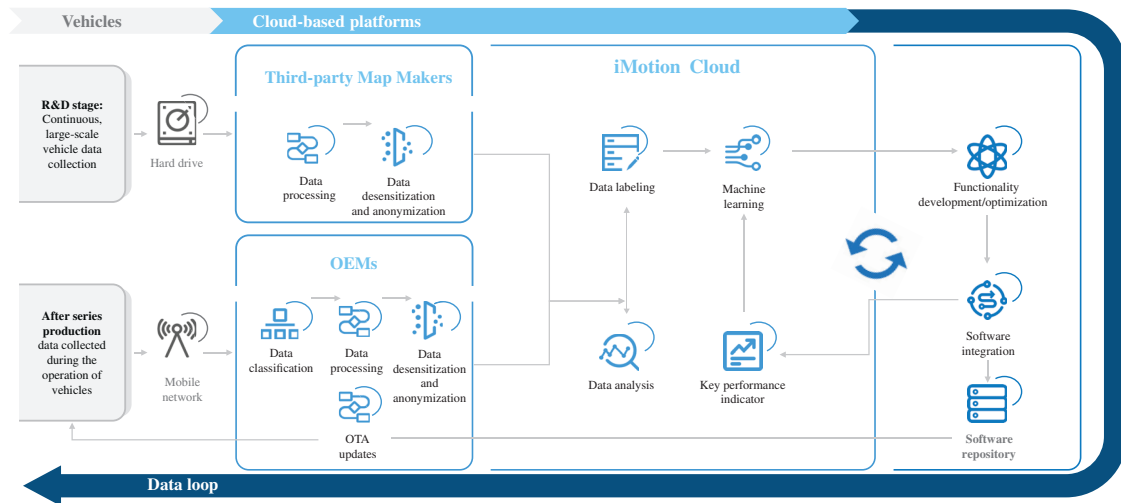 Vehicles
Cloud-based platforms
Third-party Map Makers
iMotion Cloud
R&D stage:
Continuous,
large-scale
vehicle data
collection
Hard drive
Data
processing
Data
desensitization
and anonymization
Data labeling
Machine
learning
Functionality
development/optimization
OEMs
After series
production
data collected
during the
operation of
vehicles
Mobile
network
Data
classification
Data
processing
Data
desensitization
and
anonymization
Data analysis
Key performance
indicator
Software
integration
OTA
updates
Software
repository
Data loop